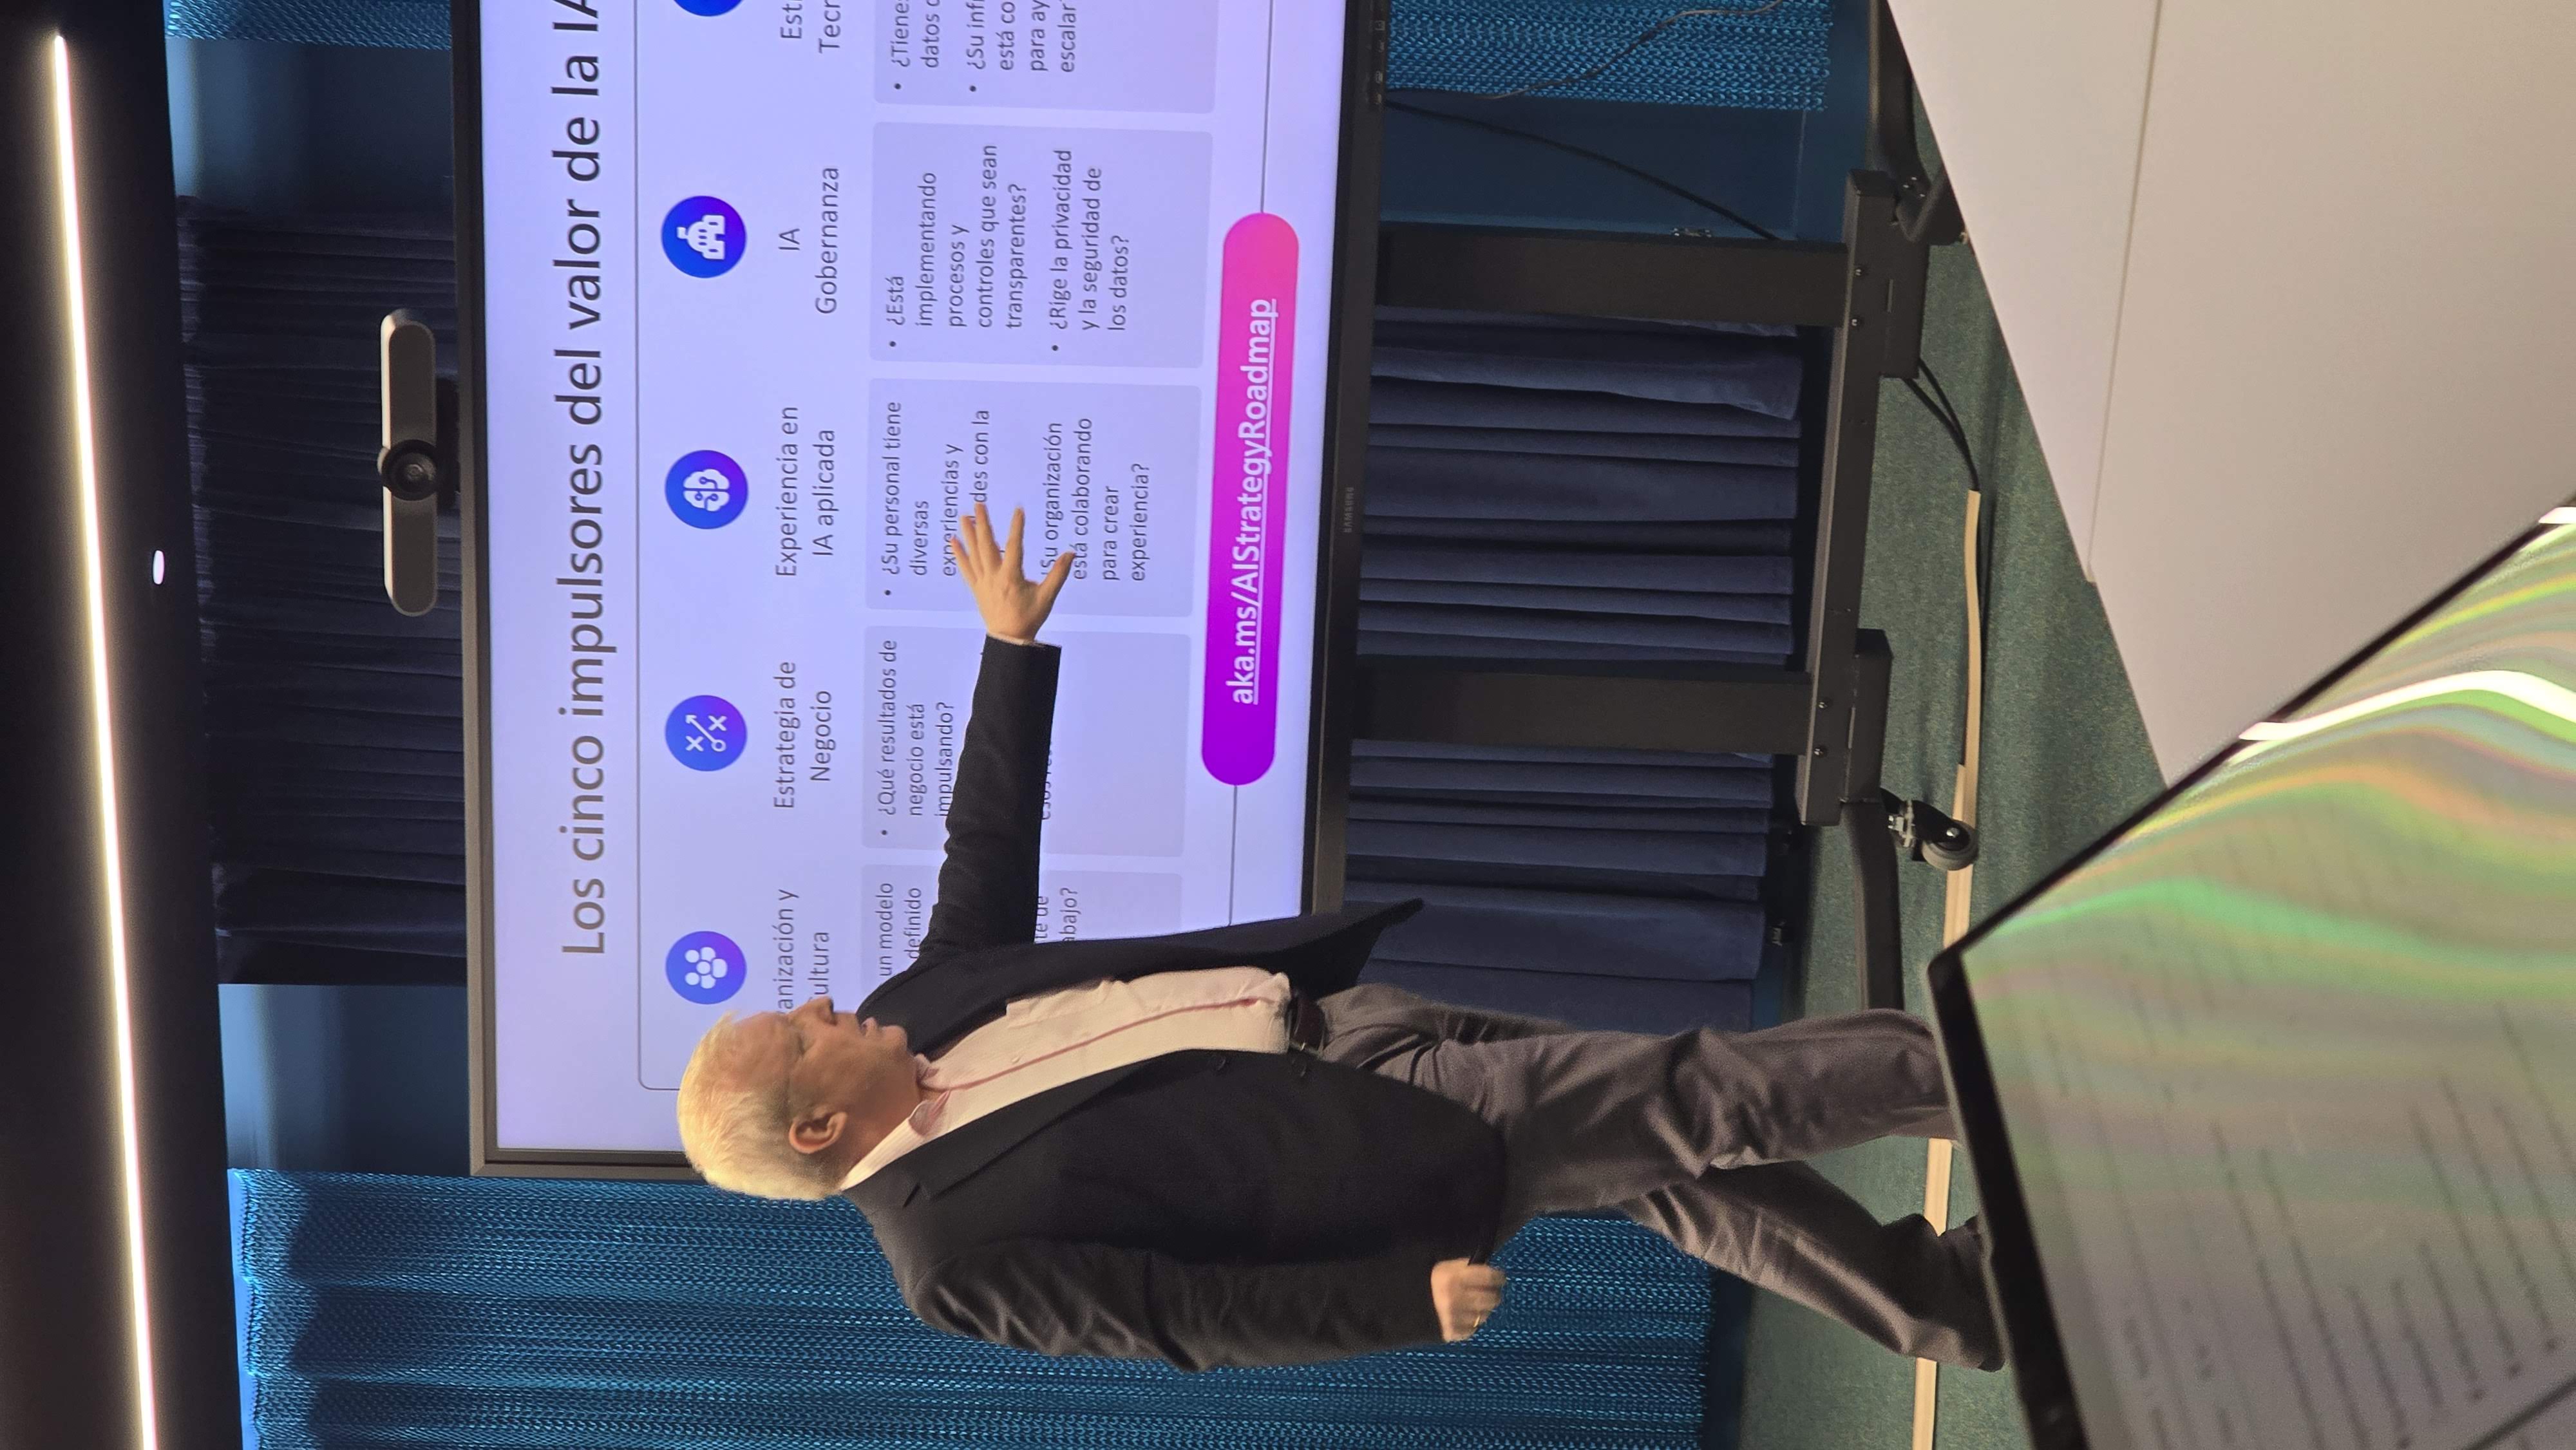 Los cinco impulsores del valor de la IA
anización y
ultura
un modelo
definido
te de
abajo?
Estrategia de
Negocio
• ¿Qué resultados de
negocio está
impulsando?
Experiencia en
IA aplicada
• ¿Su personal tiene
diversas
experiencias y
des con la
¿Su organización
está colaborando
para crear
experiencia?
IA
Gobernanza
• ¿Está
implementando
procesos y
controles que sean
transparentes?
• ¿Rige la privacidad
y la seguridad de
los datos?
Est
Tecn
• ¿Tiene
datos
• ¿Su inf
está co
para ay
escalar
aka.ms/AIStrategyRoadmap
SAMSUNG